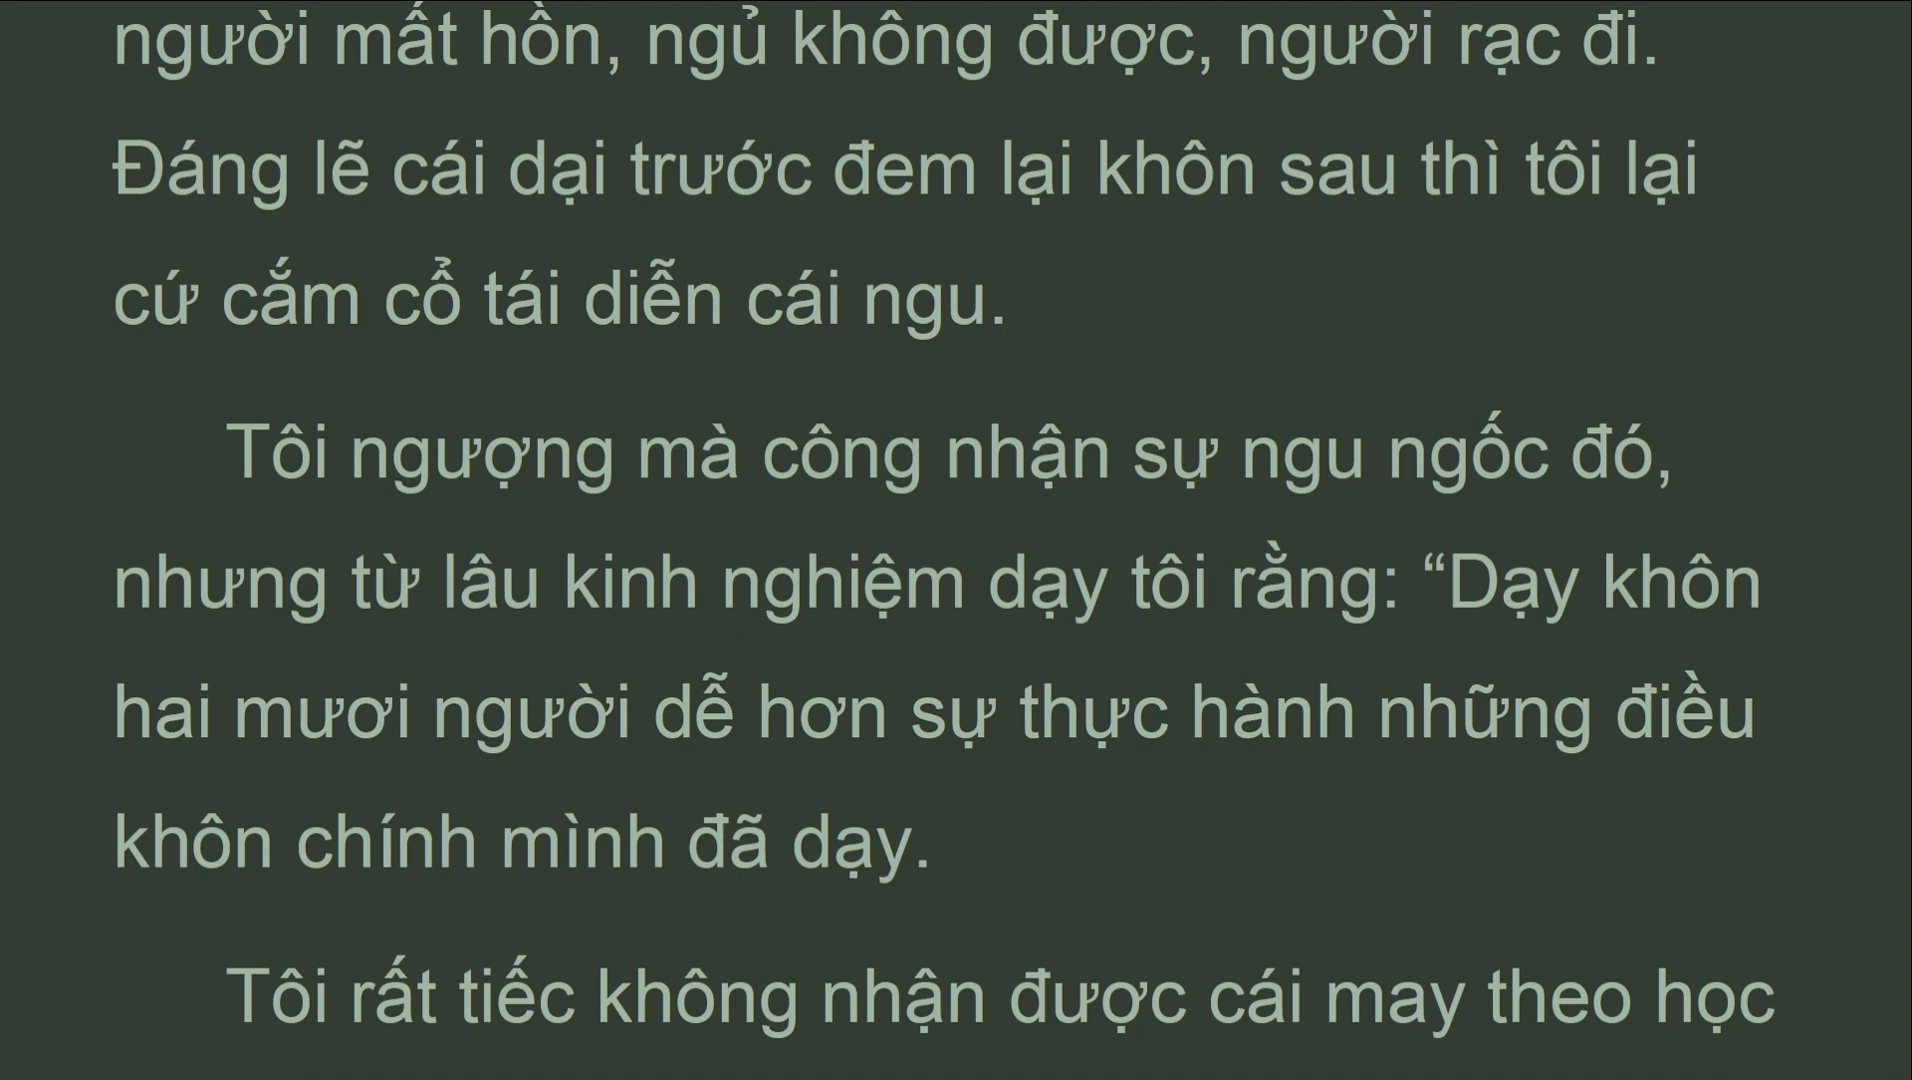 người mất hồn, ngủ không được, người rạc đi.
Đáng lẽ cái dại trước đem lại khôn sau thì tôi lại
cứ cắm cổ tái diễn cái ngu.
Tôi ngượng mà công nhận sự ngu ngốc đó,
nhưng từ lâu kinh nghiệm dạy tôi rằng: “Dạy khôn
hai mươi người dễ hơn sự thực hành những điều
khôn chính mình đã dạy.
Tôi rất tiếc không nhận được cái may theo học